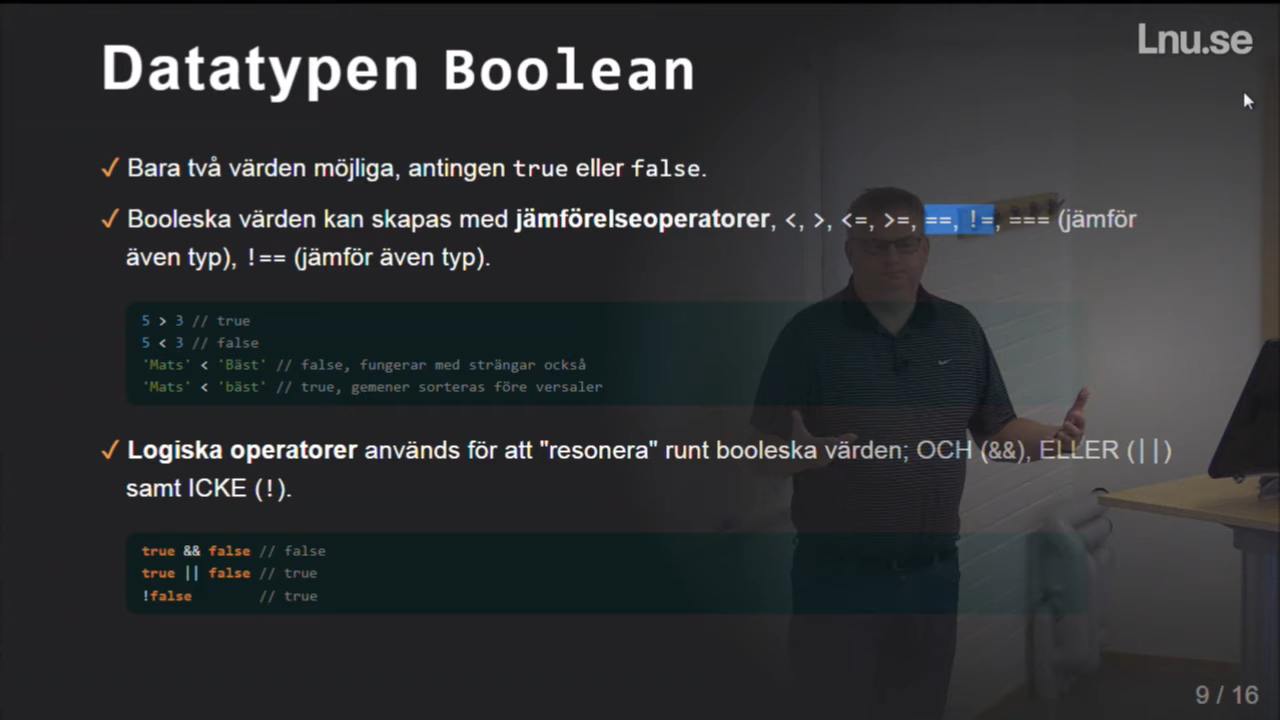 Lnu.se
Datatypen Boolean
✓ Bara två värden möjliga, antingen true eller false.
✓ Booleska värden kan skapas med jämförelseoperatorer, <, >, <=, >=, ==, !=, === (jämför
även typ), !== (jämför även typ).
5 > 3 // true
5 < 3 // false
'Mats' < 'Bäst' // false, fungerar med strängar också
'Mats' < 'bäst' // true, gemener sorteras före versaler
✓ Logiska operatorer används för att "resonera" runt booleska värden; OCH (&&), ELLER (||)
samt ICKE (!).
true && false // false
true || false // true
!false // true
9 / 16